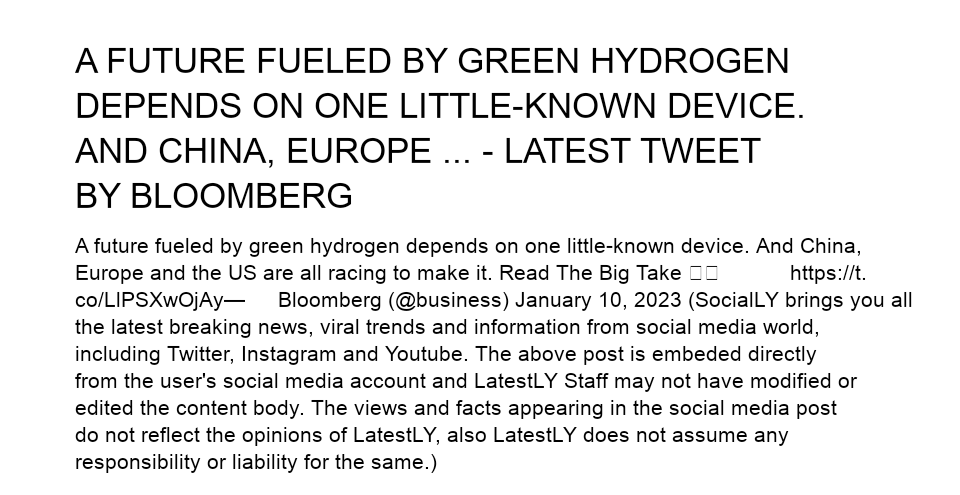 A FUTURE FUELED BY GREEN HYDROGEN
DEPENDS ON ONE LITTLE-KNOWN DEVICE.
AND CHINA, EUROPE ... - LATEST TWEET
BY BLOOMBERG
A future fueled by green hydrogen depends on one little-known device. And China,
Europe and the US are all racing to make it. Read The Big Take □□ https://t.
co/LlPSXwOjAy— Bloomberg (@business) January 10, 2023 (SocialLY brings you all
the latest breaking news, viral trends and information from social media world,
including Twitter, Instagram and Youtube. The above post is embeded directly
from the user's social media account and LatestLY Staff may not have modified or
edited the content body. The views and facts appearing in the social media post
do not reflect the opinions of LatestLY, also LatestLY does not assume any
responsibility or liability for the same.)